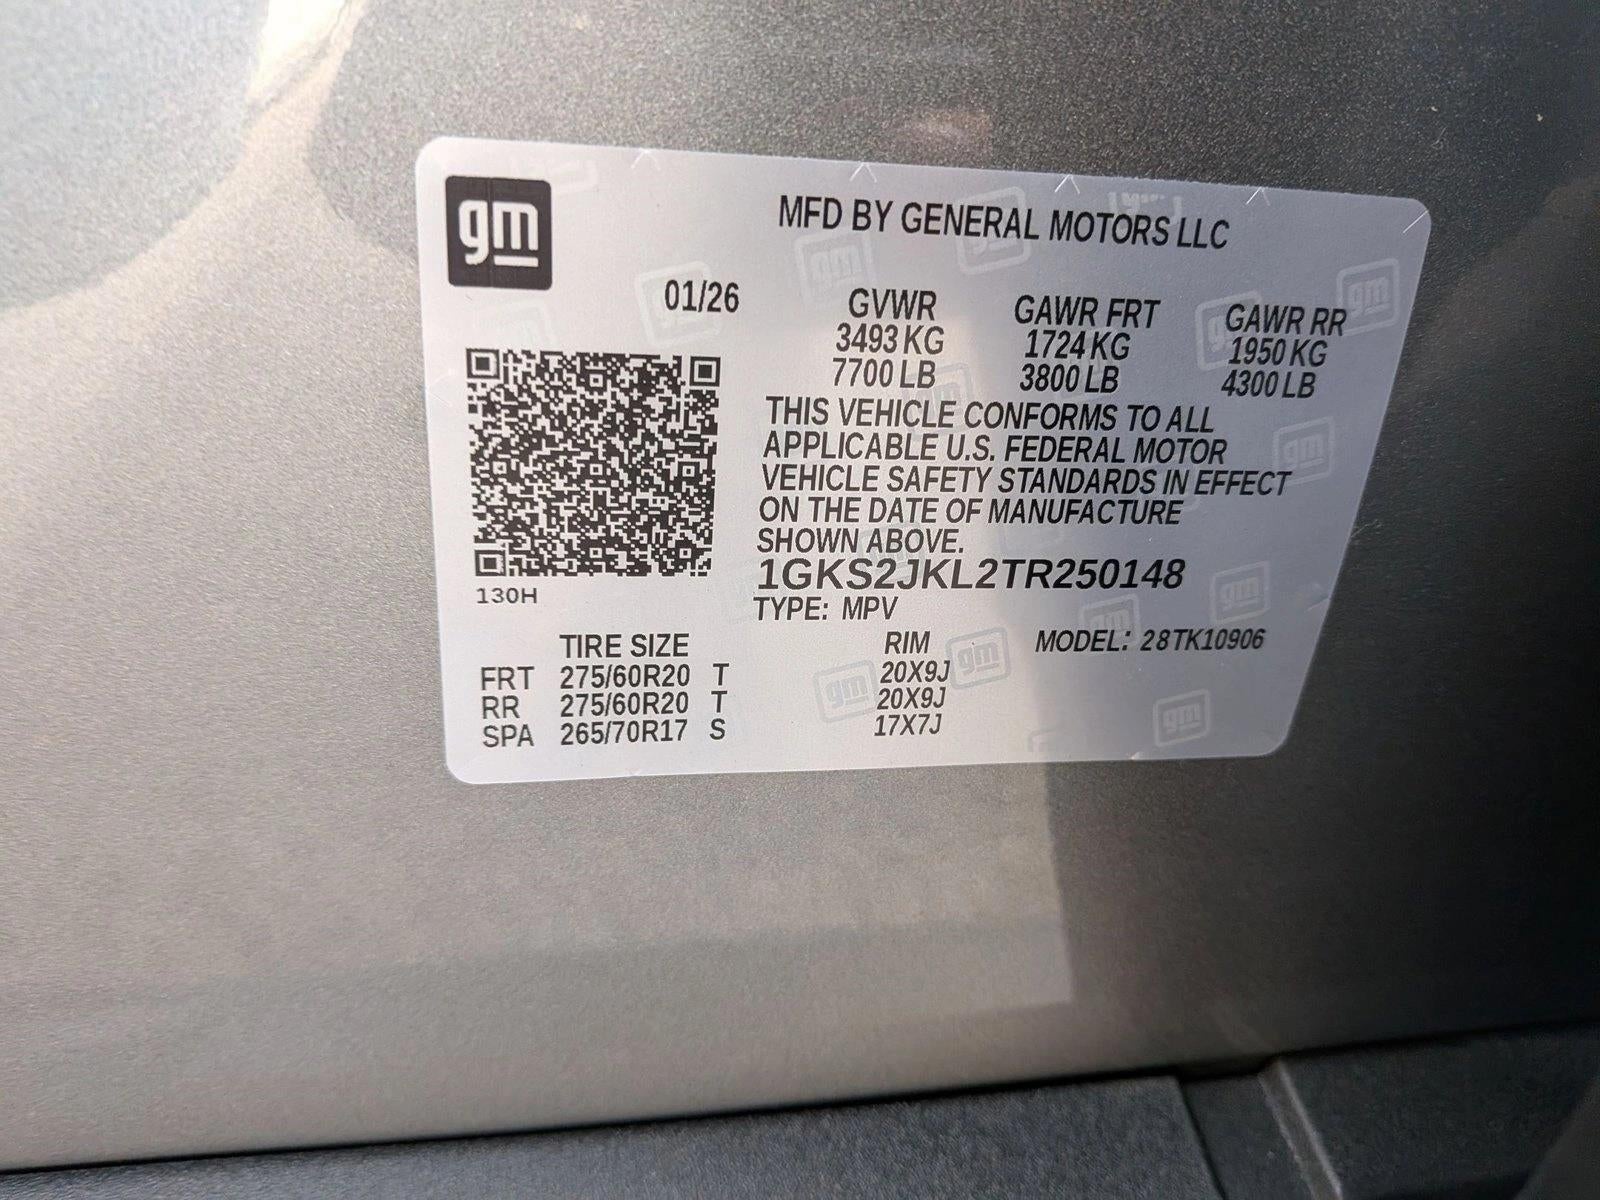 gm
MFD BY GENERAL MOTORS LLC
01/26
GVWR GAWR FRT GAWR RR
3493 KG 1724 KG 1950 KG
7700 LB 3800 LB 4300 LB
THIS VEHICLE CONFORMS TO ALL
APPLICABLE U.S. FEDERAL MOTOR
VEHICLE SAFETY STANDARDS IN EFFECT
ON THE DATE OF MANUFACTURE
SHOWN ABOVE.
1GKS2JKL2TR250148
130H
TYPE: MPV
TIRE SIZE RIM MODEL: 28TK10906
FRT 275/60R20 T 20X9J
RR 275/60R20 T 20X9J
SPA 265/70R17 S 17X7J